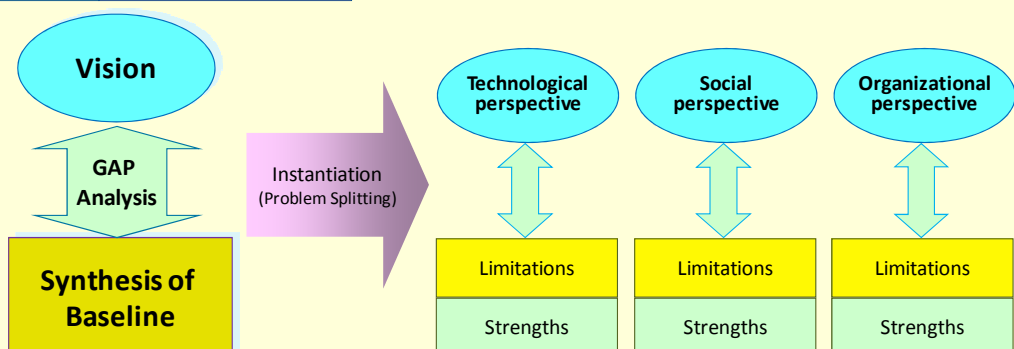 Vision
GAP
Analysis
Synthesis of
Baseline
Instantiation
(Problem Splitting)
Technological
perspective
Social
perspective
Organizational
perspective
Limitations
Limitations
Limitations
Strengths
Strengths
Strengths